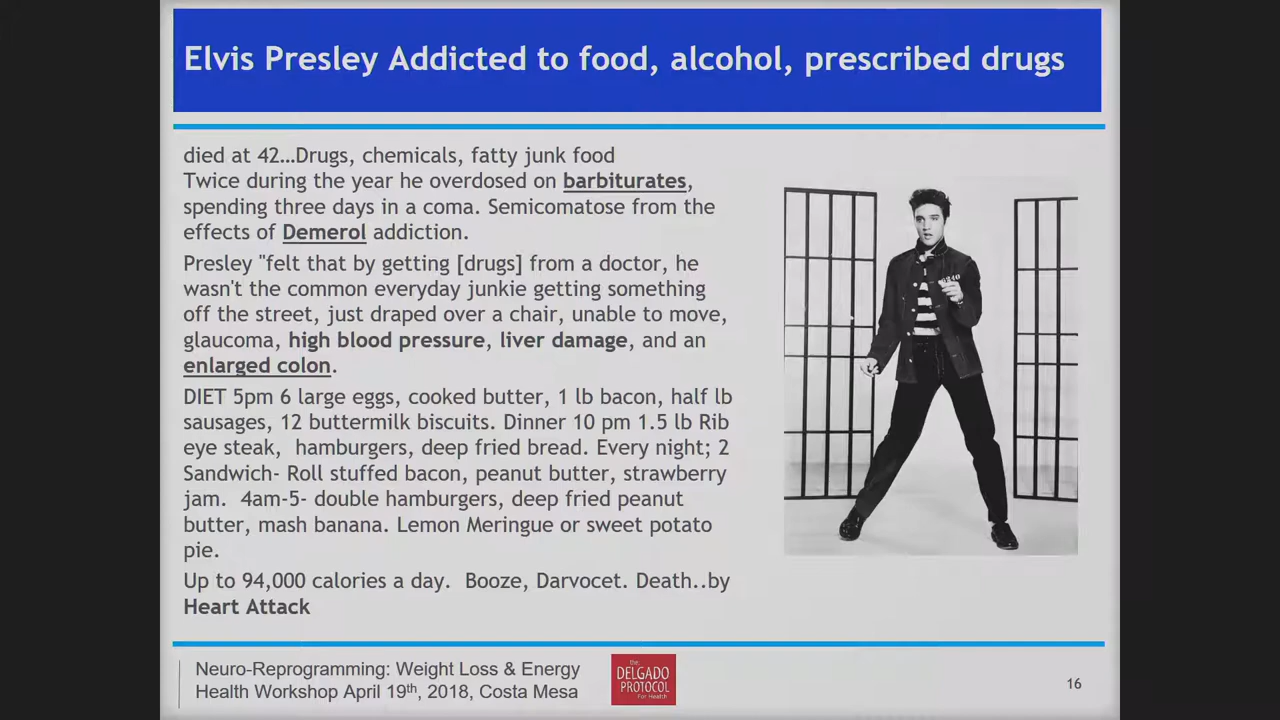 Elvis Presley Addicted to food, alcohol, prescribed drugs
died at 42…Drugs, chemicals, fatty junk food
Twice during the year he overdosed on barbiturates,
spending three days in a coma. Semicomatose from the
effects of Demerol addiction.
Presley "felt that by getting [drugs] from a doctor, he
wasn't the common everyday junkie getting something
off the street, just draped over a chair, unable to move,
glaucoma, high blood pressure, liver damage, and an
enlarged colon.
DIET 5pm 6 large eggs, cooked butter, 1 lb bacon, half lb
sausages, 12 buttermilk biscuits. Dinner 10 pm 1.5 lb Rib
eye steak, hamburgers, deep fried bread. Every night; 2
Sandwich- Roll stuffed bacon, peanut butter, strawberry
jam. 4am-5- double hamburgers, deep fried peanut
butter, mash banana. Lemon Meringue or sweet potato
pie.
Up to 94,000 calories a day. Booze, Darvocet. Death..by
Heart Attack
Neuro-Reprogramming: Weight Loss & Energy
Health Workshop April 19th, 2018, Costa Mesa
the
DELGADO
PROTOCOL
For Health
16